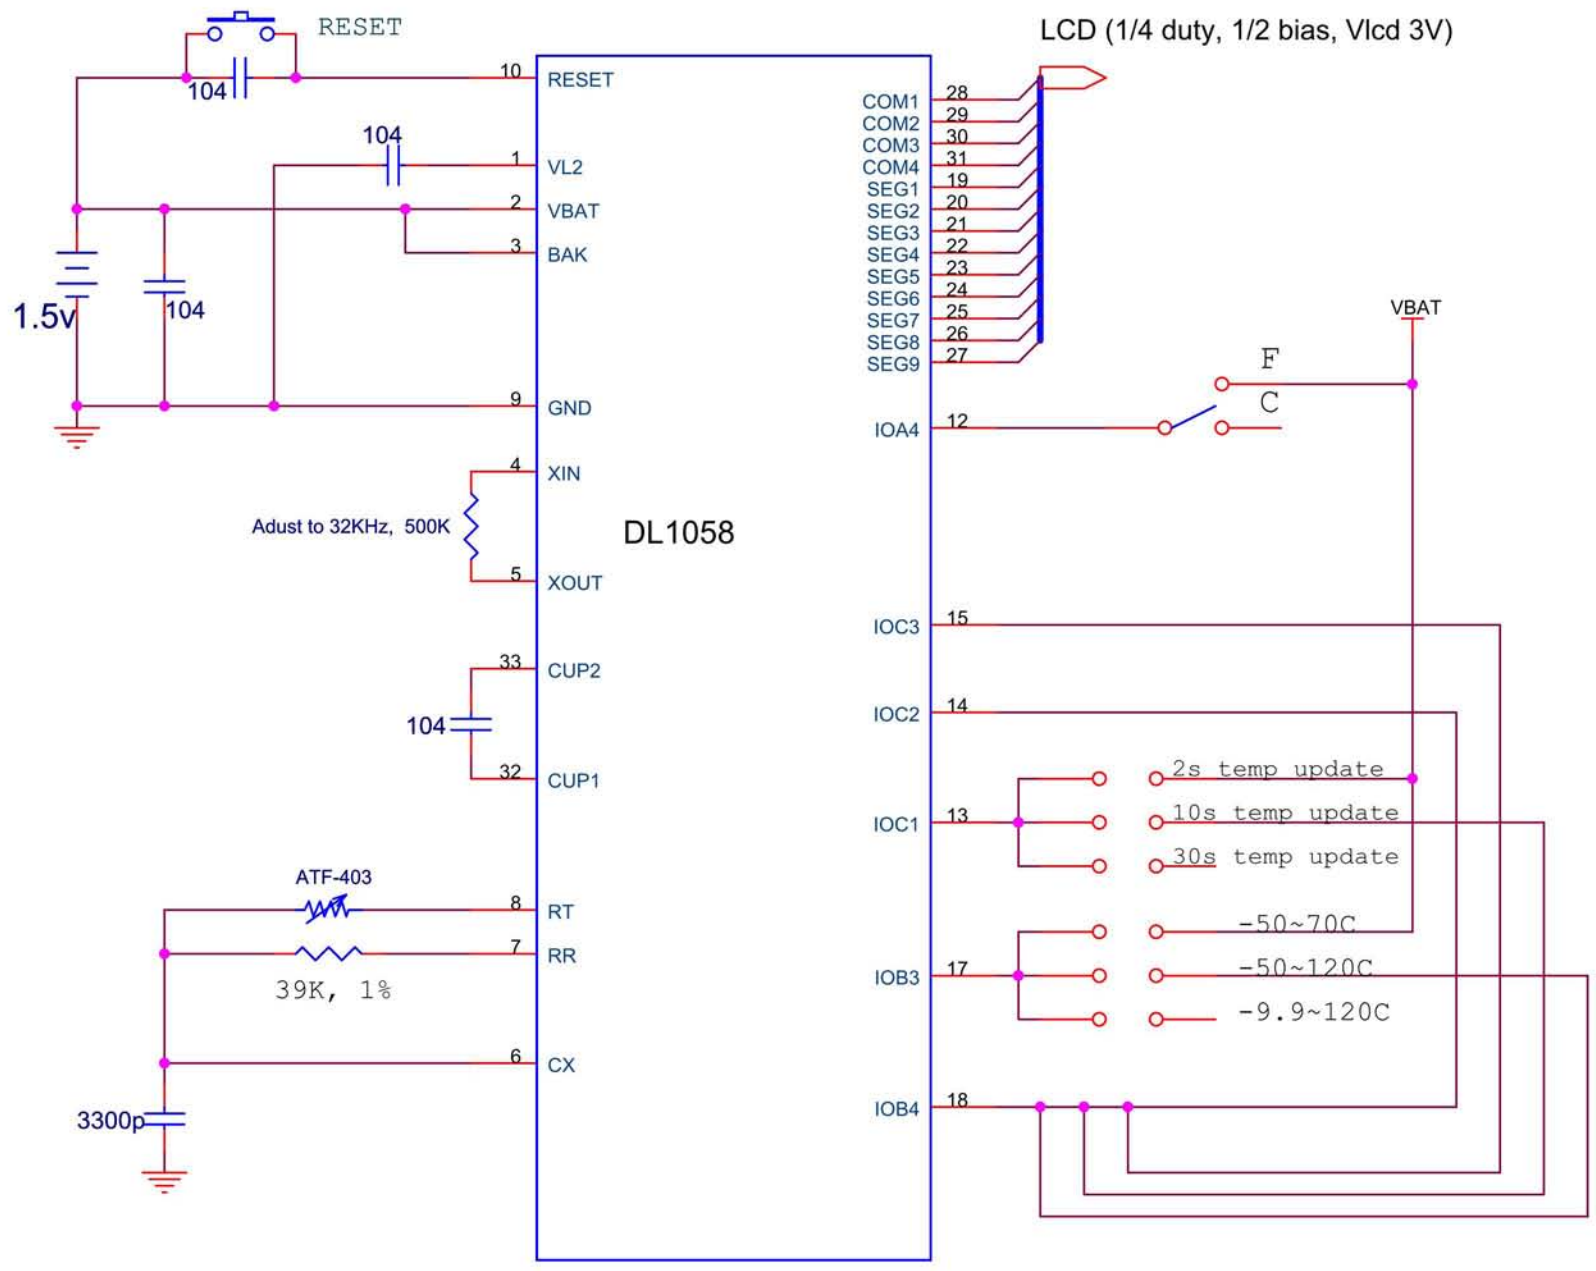 RESET
LCD (1/4 duty, 1/2 bias, Vlcd 3V)
104
10 RESET
104
1 VL2
2 VBAT
3 BAK
1.5v
104
9 GND
4 XIN
Adust to 32KHz, 500K
5 XOUT
33 CUP2
104
32 CUP1
ATF-403
8 RT
7 RR
39K, 1%
6 CX
3300p
DL1058
COM1 28
COM2 29
COM3 30
COM4 31
SEG1 19
SEG2 20
SEG3 21
SEG4 22
SEG5 23
SEG6 24
SEG7 25
SEG8 26
SEG9 27
VBAT
F
C
IOA4 12
IOC3 15
IOC2 14
2s temp update
IOC1 13
10s temp update
30s temp update
-50~70C
IOB3 17
-50~120C
-9.9~120C
IOB4 18